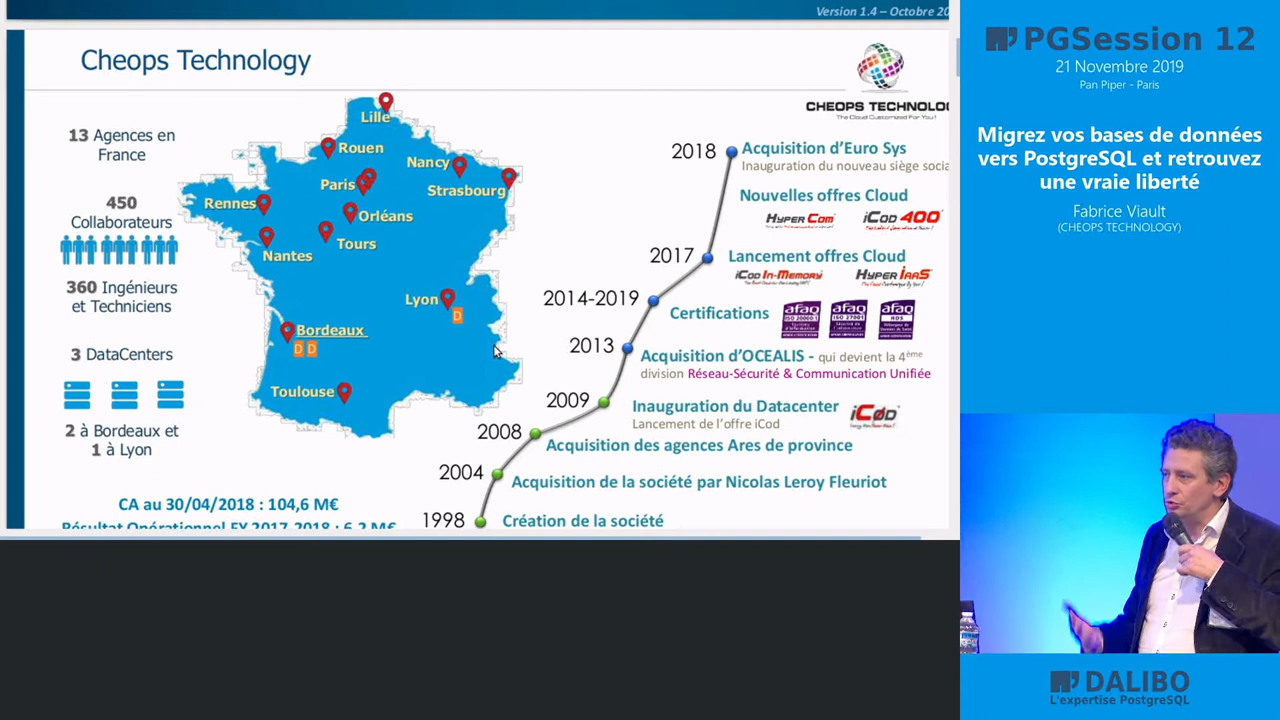 Version 1.4 – Octobre 20
Cheops Technology
CHEOPS TECHNOLO
The Cloud Customized For You !
13 Agences en
France
450
Collaborateurs
360 Ingénieurs
et Techniciens
3 DataCenters
2 à Bordeaux et
1 à Lyon
CA au 30/04/2018 : 104,6 M€
Résultat Opérationnel FY 2017-2018 : 6,2 M€
Lille
Rouen
Nancy
Paris
Strasbourg
Rennes
Orléans
Tours
Nantes
Lyon
D
Bordeaux
D D
Toulouse
2018
Acquisition d'Euro Sys
Inauguration du nouveau siège socia
Nouvelles offres Cloud
HYPER COM
iCOD 400
2017
Lancement offres Cloud
iCOD IN-MEMORY
HYPER IAAS
2014-2019
Certifications
afaq
ISO 20000-1
afaq
ISO 27001
afaq
HDS
2013
Acquisition d'OCEALIS - qui devient la 4ème
division Réseau-Sécurité & Communication Unifiée
2009
Inauguration du Datacenter
Lancement de l'offre iCod
iCOD
2008
Acquisition des agences Ares de province
2004
Acquisition de la société par Nicolas Leroy Fleuriot
1998
Création de la société
PGSession 12
21 Novembre 2019
Pan Piper - Paris
Migrez vos bases de données
vers PostgreSQL et retrouvez
une vraie liberté
Fabrice Viault
(CHEOPS TECHNOLOGY)
DALIBO
L'expertise PostgreSQL